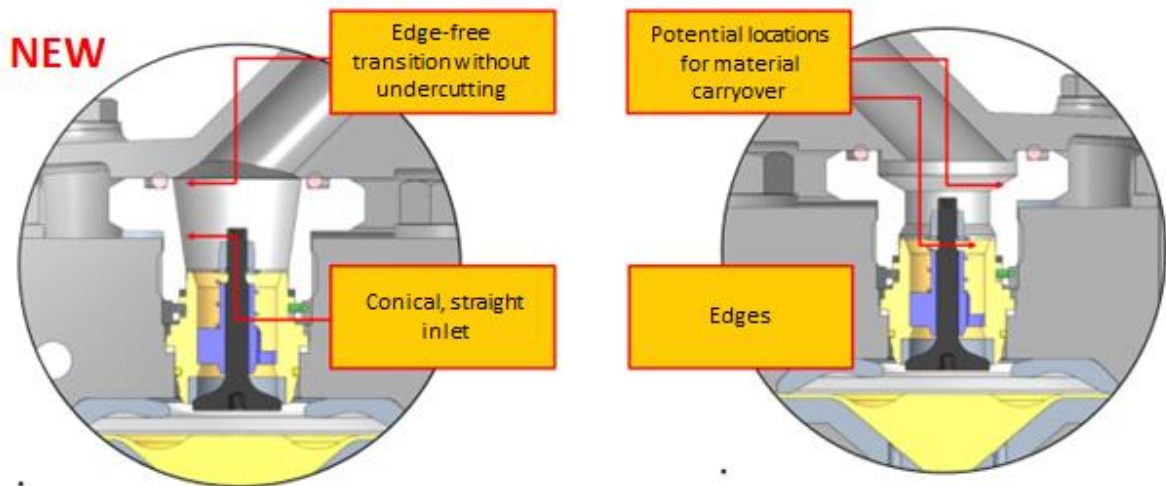 NEW
Edge-free
transition without
undercutting
Conical, straight
inlet
Potential locations
for material
carryover
Edges